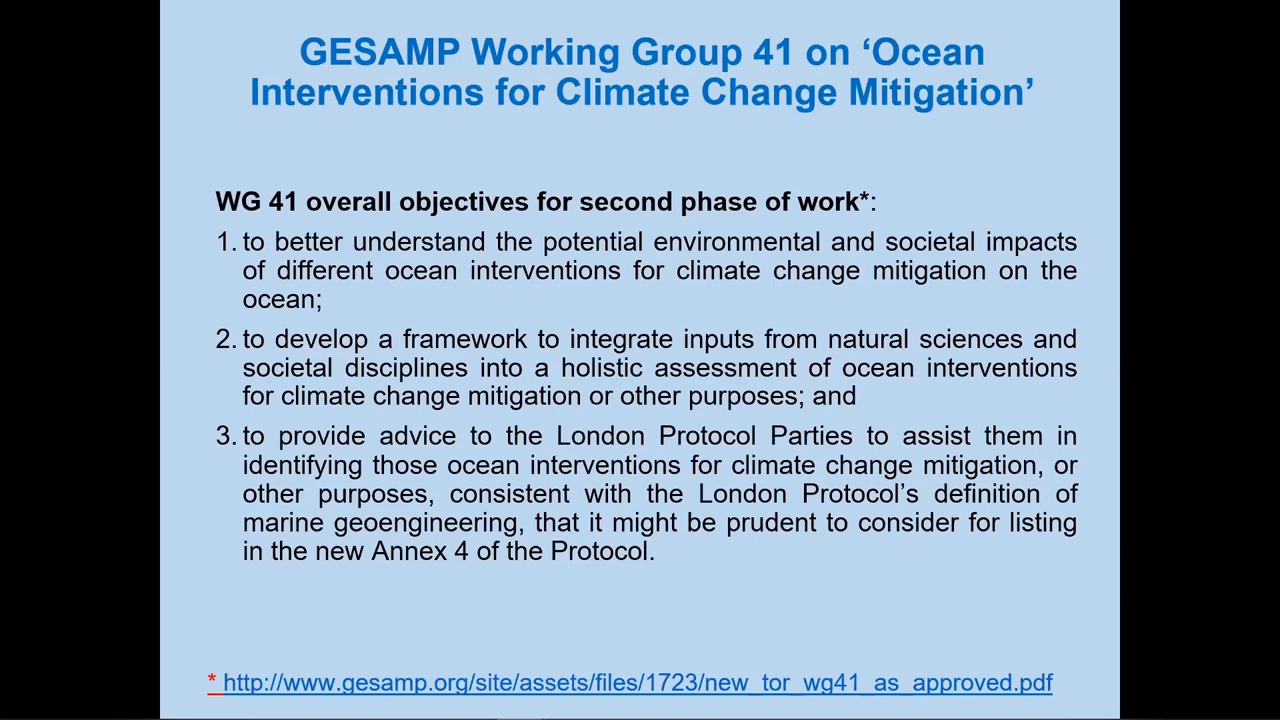 GESAMP Working Group 41 on ‘Ocean
Interventions for Climate Change Mitigation’
WG 41 overall objectives for second phase of work*:
1. to better understand the potential environmental and societal impacts
of different ocean interventions for climate change mitigation on the
ocean;
2. to develop a framework to integrate inputs from natural sciences and
societal disciplines into a holistic assessment of ocean interventions
for climate change mitigation or other purposes; and
3. to provide advice to the London Protocol Parties to assist them in
identifying those ocean interventions for climate change mitigation, or
other purposes, consistent with the London Protocol’s definition of
marine geoengineering, that it might be prudent to consider for listing
in the new Annex 4 of the Protocol.
* http://www.gesamp.org/site/assets/files/1723/new_tor_wg41_as_approved.pdf